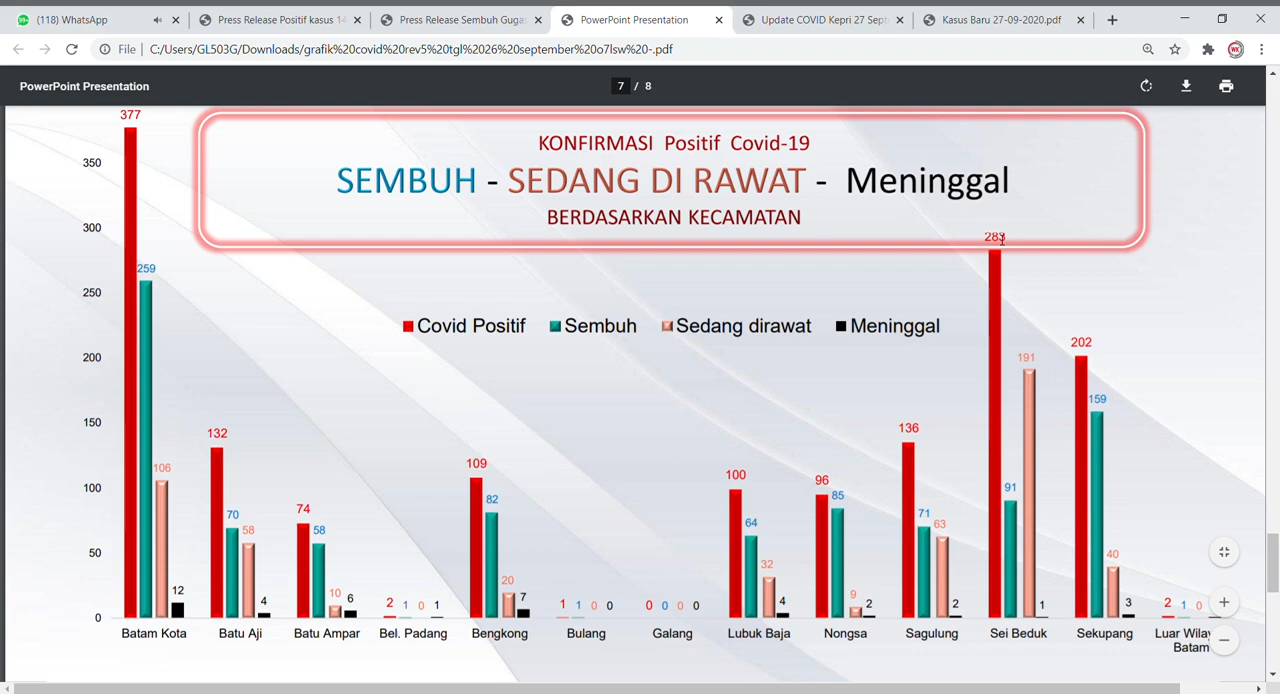 (118) WhatsApp
Press Release Positif kasus 14
Press Release Sembuh Gugas
PowerPoint Presentation
Update COVID Kepri 27 Sept
Kasus Baru 27-09-2020.pdf
File
C:/Users/GL503G/Downloads/grafik%20covid%20rev5%20tgl%2026%20september%20o7lsw%20-.pdf
WK
PowerPoint Presentation
7 / 8
KONFIRMASI Positif Covid-19
SEMBUH - SEDANG DI RAWAT - Meninggal
BERDASARKAN KECAMATAN
Covid Positif Sembuh Sedang dirawat Meninggal
350
300
250
200
150
100
50
0
377 259 106 12
132 70 58 4
74 58 10 6
2 1 0 1
109 82 20 7
1 1 0 0
0 0 0 0
100 64 32 4
96 85 9 2
136 71 63 2
283 91 191 1
202 159 40 3
2 1 0
Batam Kota
Batu Aji
Batu Ampar
Bel. Padang
Bengkong
Bulang
Galang
Lubuk Baja
Nongsa
Sagulung
Sei Beduk
Sekupang
Luar Wilay
Batam